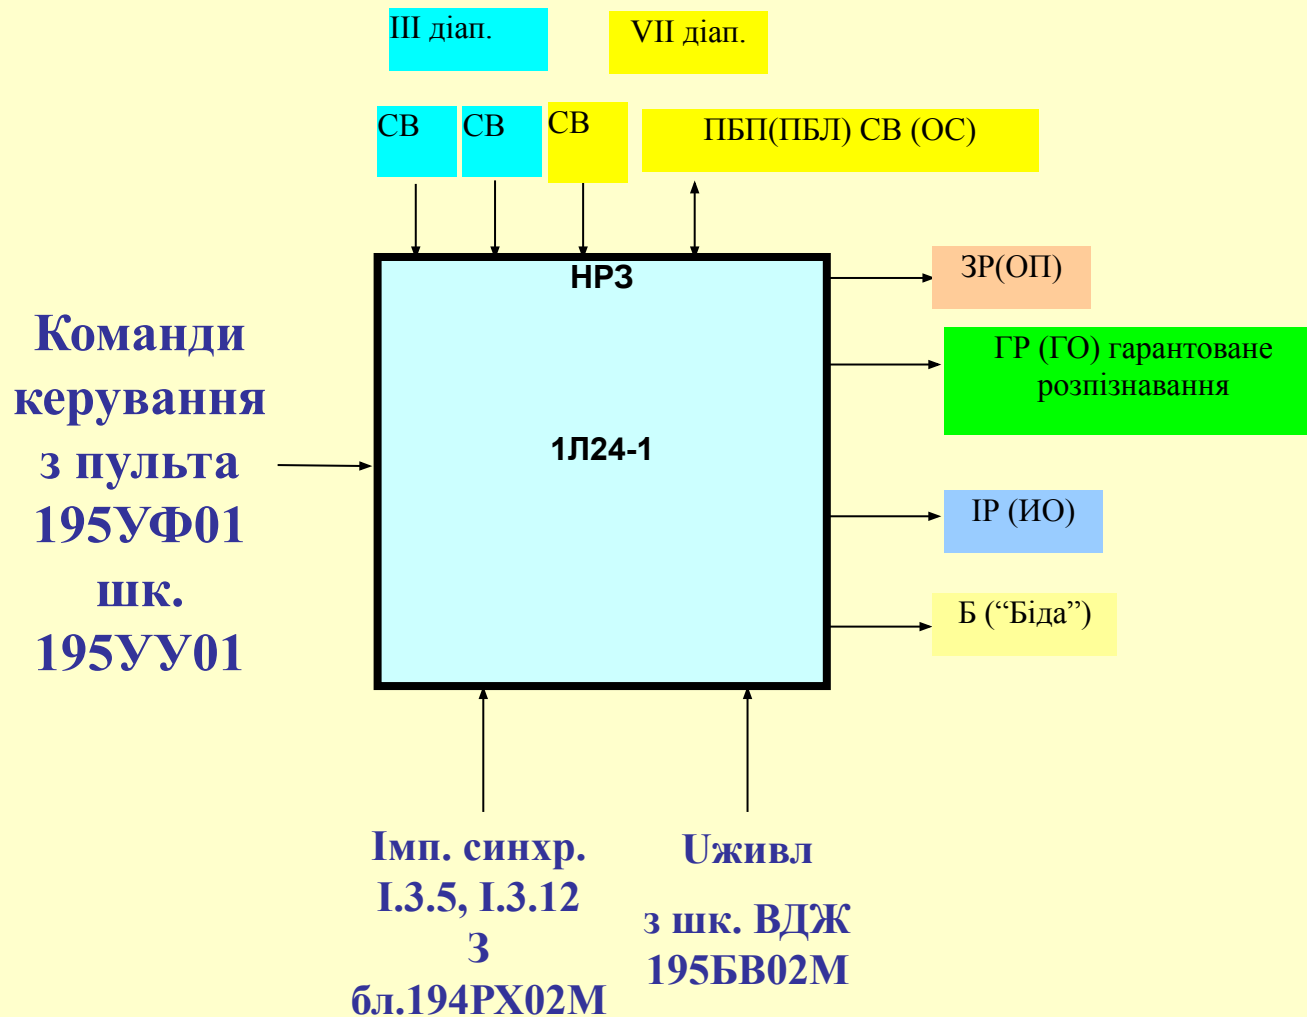 III діап.
VII діап.
СВ
СВ
СВ
ПБП(ПБЛ) СВ (ОС)
НРЗ
1Л24-1
Команди
керування
з пульта
195УФ01
шк.
195УУ01
ЗР(ОП)
ГР (ГО) гарантоване
розпізнавання
ІР (ИО)
Б (“Біда”)
Імп. синхр.
І.3.5, І.3.12
З
бл.194РХ02М
Uживл
з шк. ВДЖ
195БВ02М